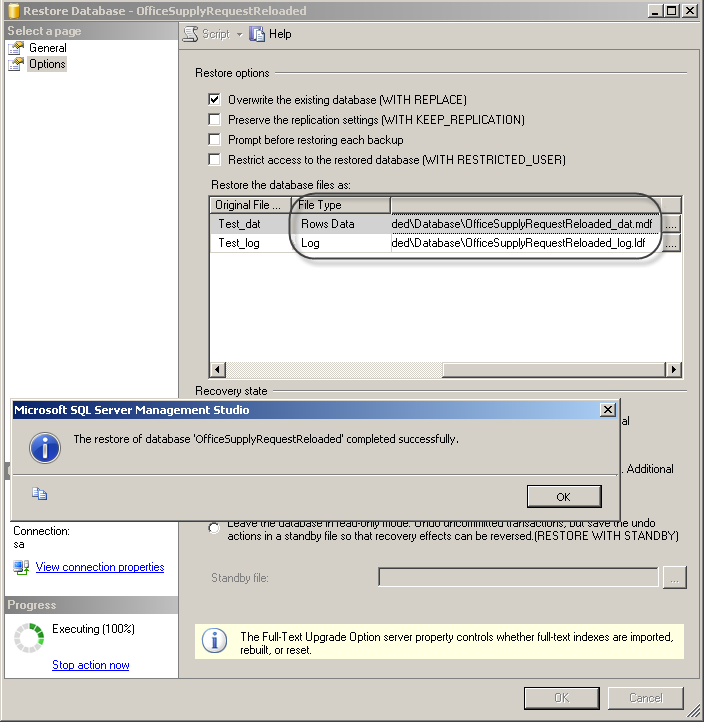 Restore Database - OfficeSupplyRequestReloaded
Select a page
General
Options
Script
Help
Restore options
Overwrite the existing database (WITH REPLACE)
Preserve the replication settings (WITH KEEP_REPLICATION)
Prompt before restoring each backup
Restrict access to the restored database (WITH RESTRICTED_USER)
Restore the database files as:
Original File ... File Type
Test_dat Rows Data ded\Database\OfficeSupplyRequestReloaded_dat.mdf ...
Test_log Log ded\Database\OfficeSupplyRequestReloaded_log.ldf ...
Recovery state
al
. Additional
Microsoft SQL Server Management Studio
The restore of database 'OfficeSupplyRequestReloaded' completed successfully.
OK
Leave the database in read-only mode. Undo uncommitted transactions, but save the undo
actions in a standby file so that recovery effects can be reversed.(RESTORE WITH STANDBY)
Standby file:
...
Connection:
sa
View connection properties
Progress
Executing (100%)
Stop action now
The Full-Text Upgrade Option server property controls whether full-text indexes are imported,
rebuilt, or reset.
OK
Cancel